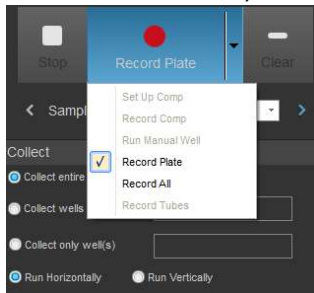 Stop Record Plate Clear
Sampl
Set Up Comp
Record Comp
Run Manual Well
Record Plate
Record All
Record Tubes
Collect
Collect entire
Collect wells
Collect only well(s)
Run Horizontally Run Vertically